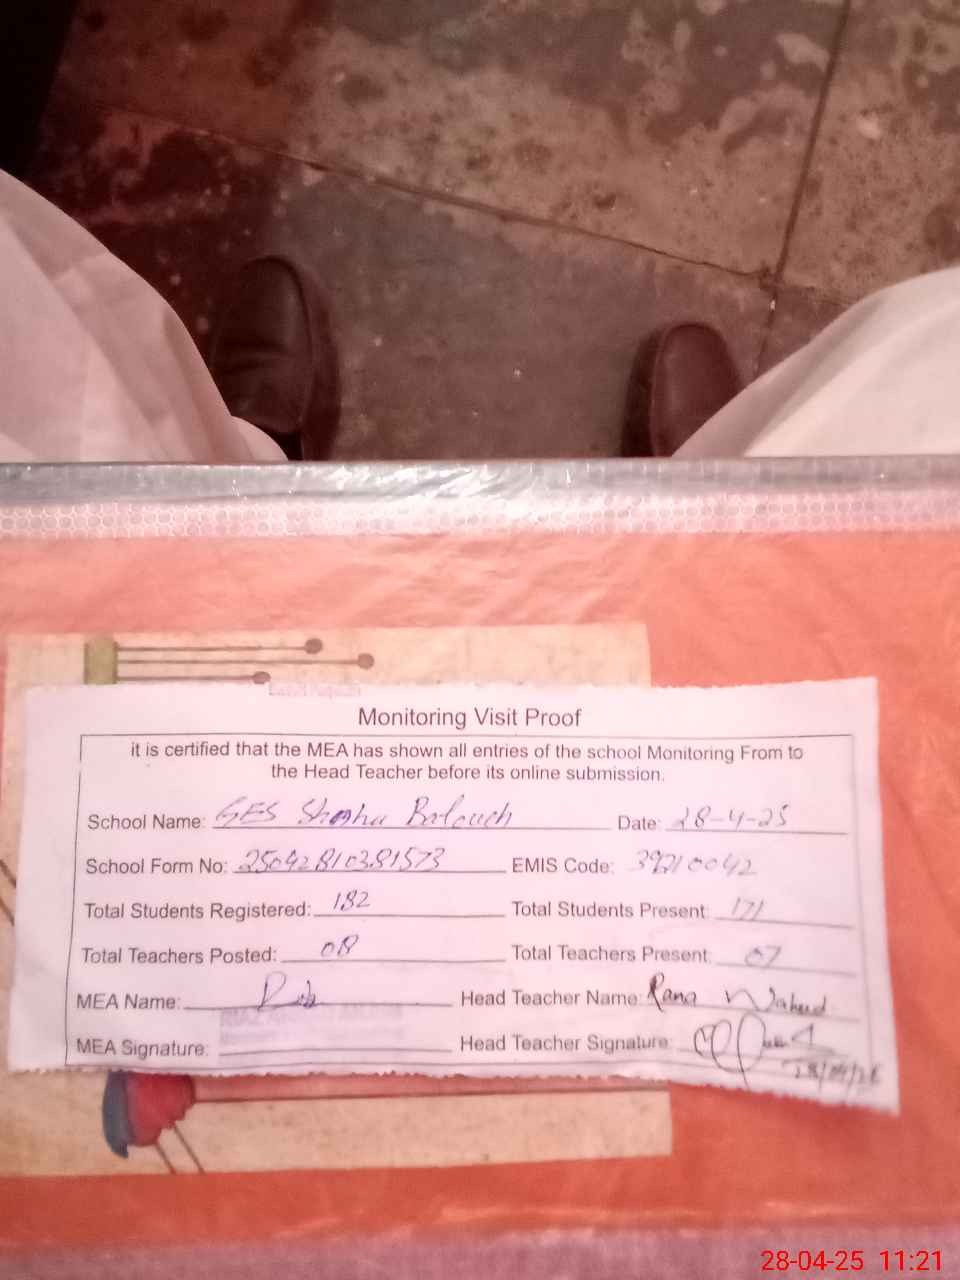 Monitoring Visit Proof
it is certified that the MEA has shown all entries of the school Monitoring From to
the Head Teacher before its online submission.
School Name: GES Shoghu Balouch Date: 28-4-25
School Form No: 25042810381573 EMIS Code: 39210042
Total Students Registered: 182 Total Students Present: 171
Total Teachers Posted: 08 Total Teachers Present: 07
MEA Name: Head Teacher Name: Rana Waheed
MEA Signature: Head Teacher Signature:
28-04-25 11:21